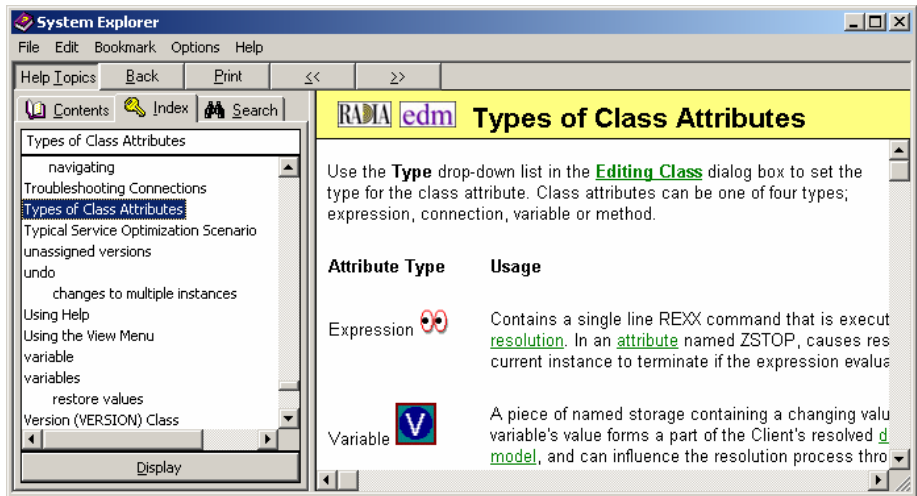 System Explorer
File Edit Bookmark Options Help
Help Topics Back Print << >>
Contents Index Search
Types of Class Attributes
navigating
Troubleshooting Connections
Types of Class Attributes
Typical Service Optimization Scenario
unassigned versions
undo
changes to multiple instances
Using Help
Using the View Menu
variable
variables
restore values
Version (VERSION) Class
Display
RADIA edm Types of Class Attributes
Use the Type drop-down list in the Editing Class dialog box to set the
type for the class attribute. Class attributes can be one of four types;
expression, connection, variable or method.
Attribute Type Usage
Expression
Contains a single line REXX command that is execut
resolution. In an attribute named ZSTOP, causes res
current instance to terminate if the expression evalua
Variable
V
A piece of named storage containing a changing valu
variable's value forms a part of the Client's resolved d
model, and can influence the resolution process thro